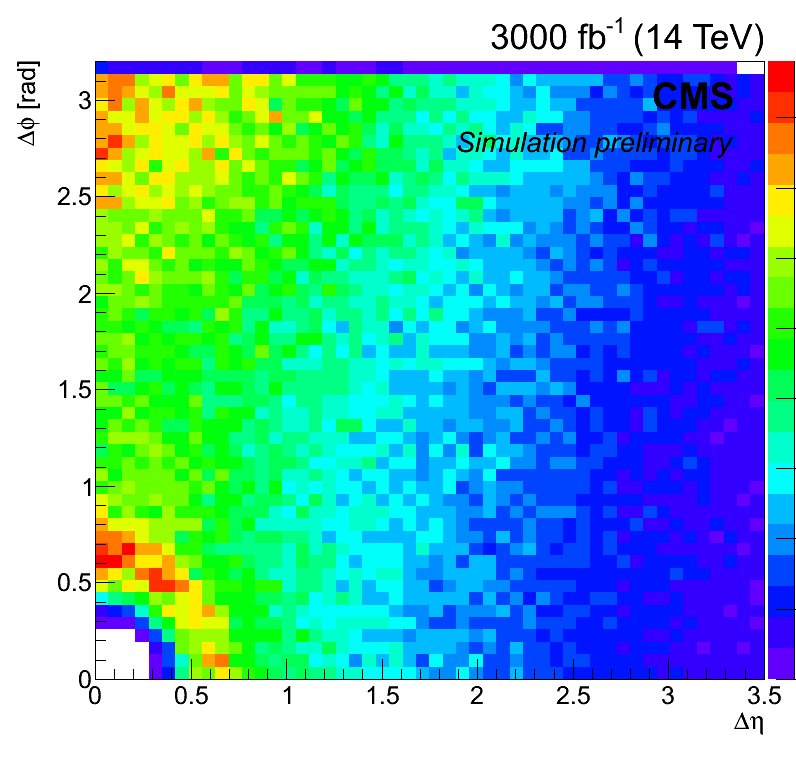 3000 fb-1 (14 TeV)
Δϕ [rad]
CMS
Simulation preliminary
3
2.5
2
1.5
1
0.5
0
0 0.5 1 1.5 2 2.5 3 3.5
Δη